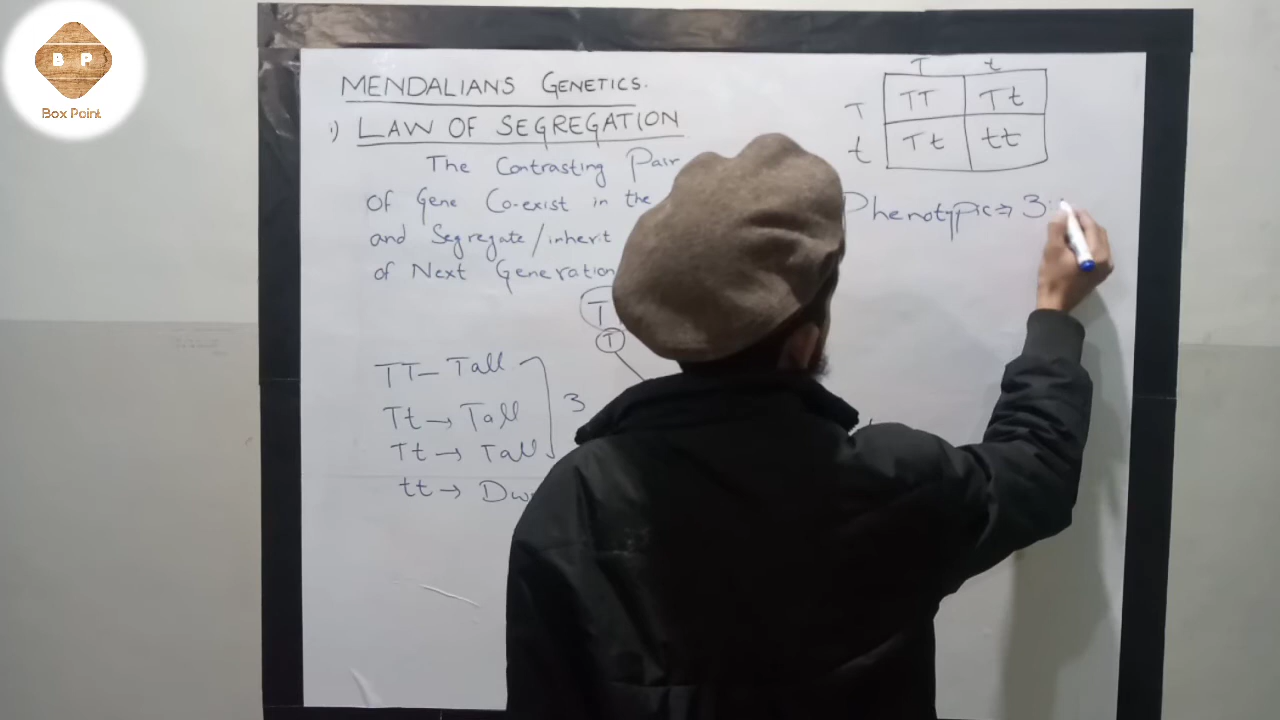 B P
Box Point
MENDALIANS GENETICS.
i) LAW OF SEGREGATION
The Contrasting Pair
Of Gene Co-exist in the
and Segregate/inherit
of Next Generation
T
T
TT— Tall
Tt → Tall
Tt → Tall
3
tt → Dw
T t
T TT Tt
t Tt tt
Phenotypic ⇒ 3: